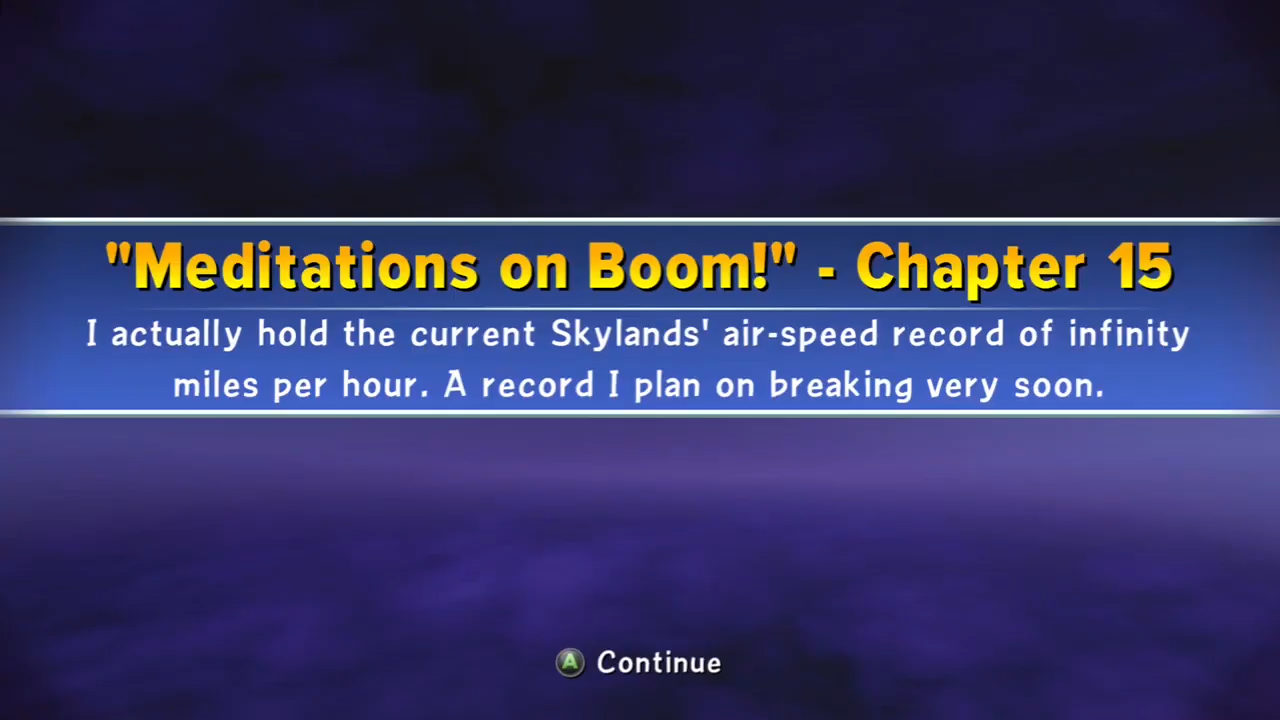 "Meditations on Boom!" - Chapter 15
I actually hold the current Skylands' air-speed record of infinity
miles per hour. A record I plan on breaking very soon.
A Continue